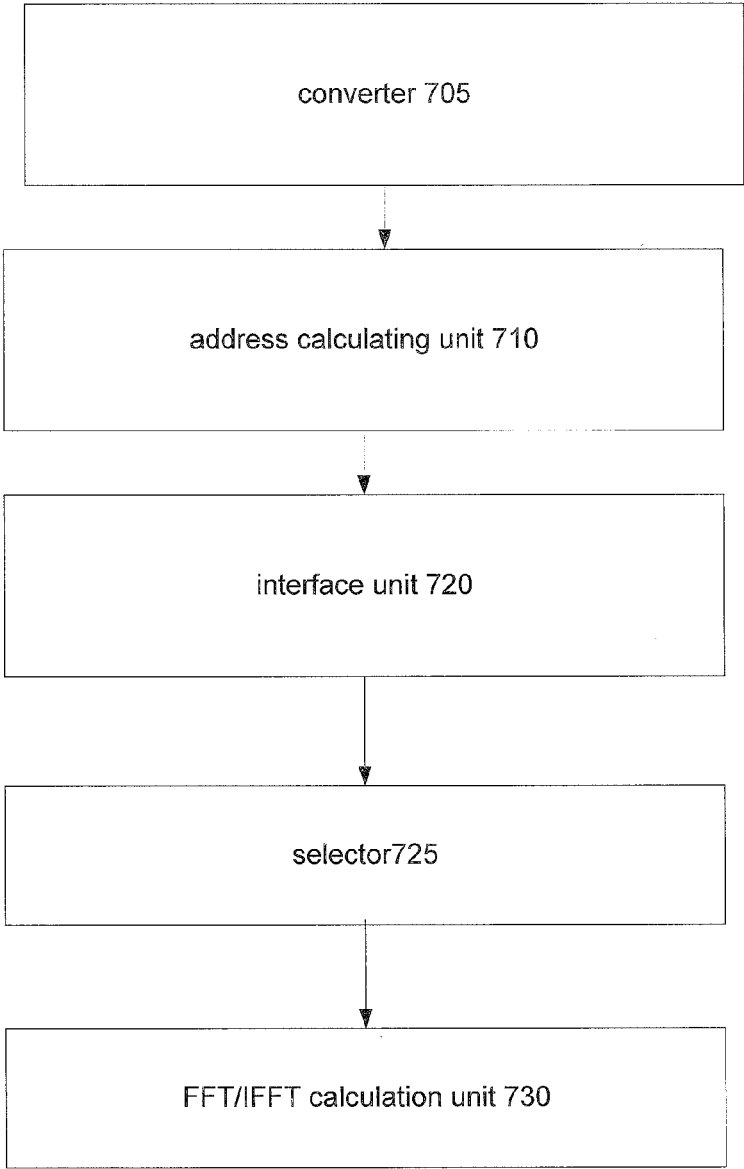 converter 705
address calculating unit 710
interface unit 720
selector725
FFT/IFFT calculation unit 730